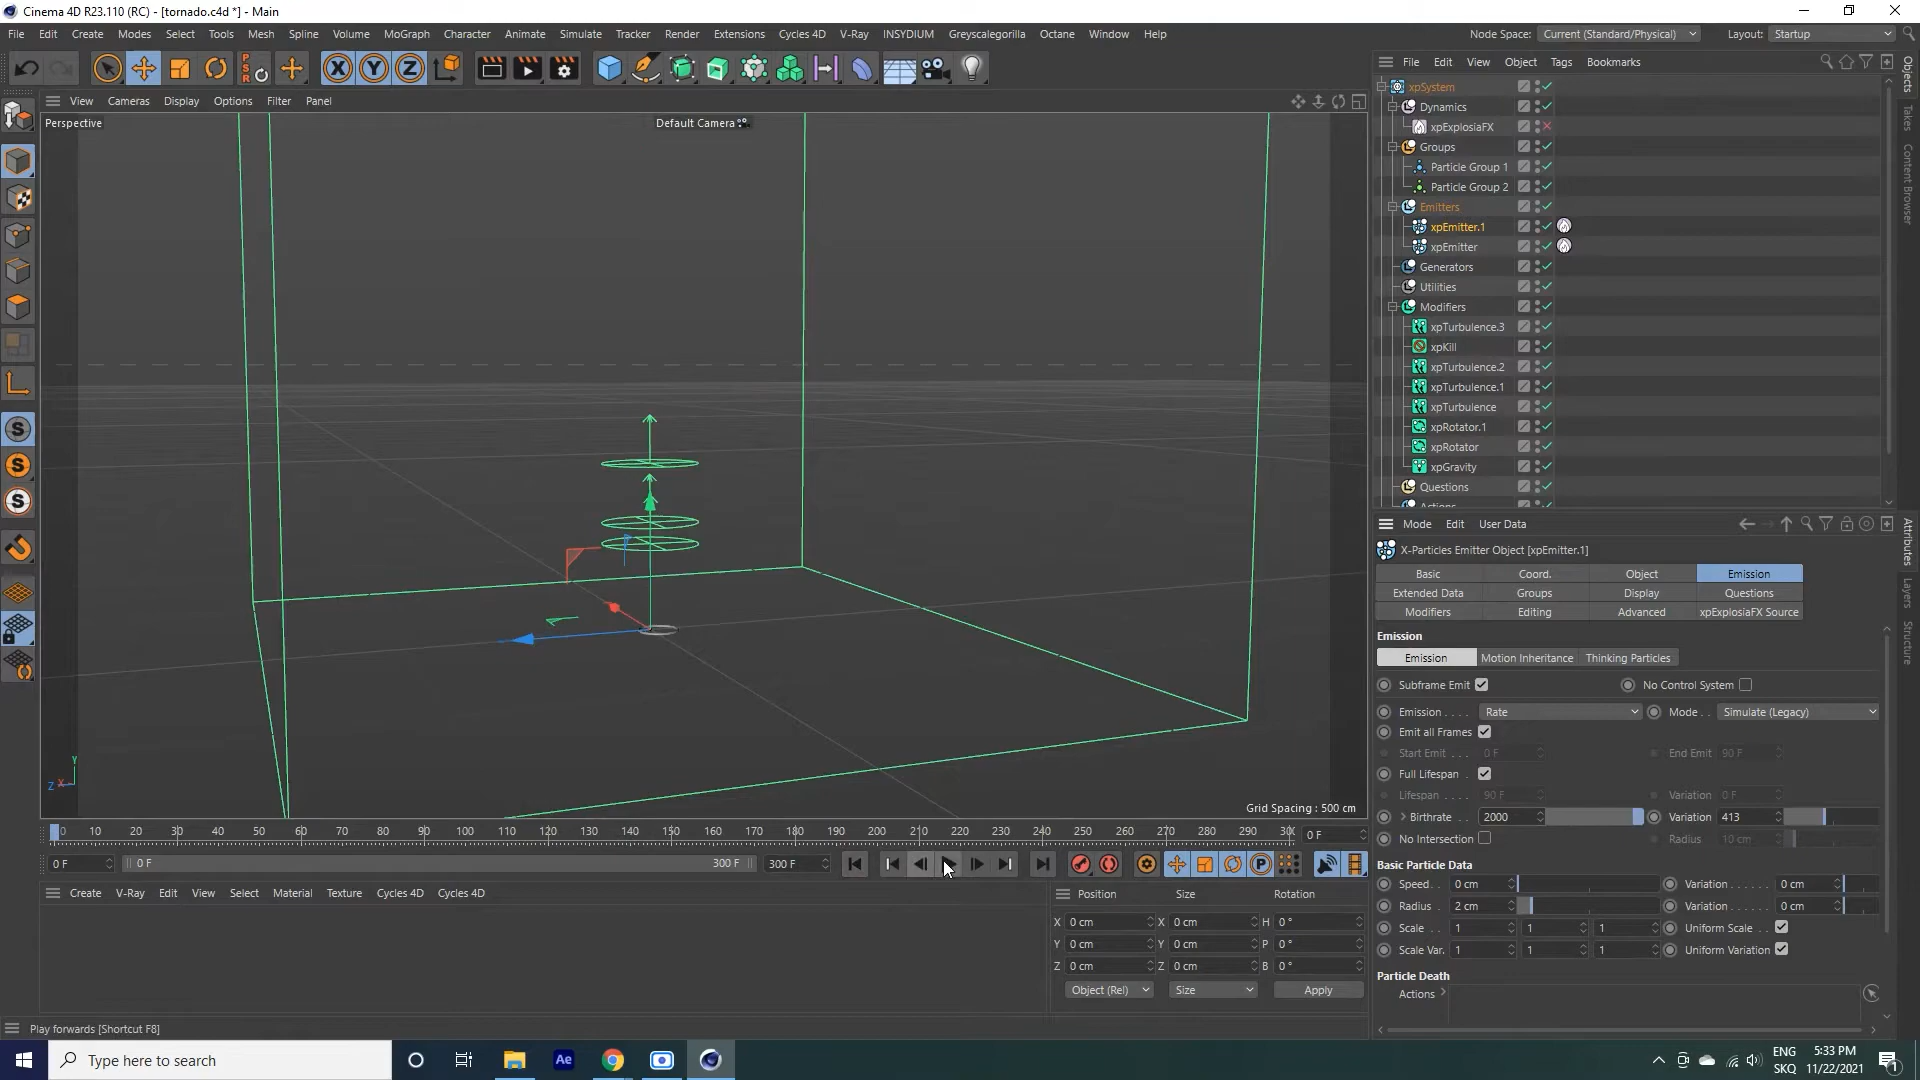 Cinema 4D R23.110 (RC) - [tornado.c4d *] - Main
File Edit Create Modes Select Tools Mesh Spline Volume MoGraph Character Animate Simulate Tracker Render Extensions Cycles 4D V-Ray INSYDIUM Greyscalegorilla Octane Window Help Node Space: Current (Standard/Physical) Layout: Startup
PSR X Y Z
File Edit View Object Tags Bookmarks
View Cameras Display Options Filter Panel
Perspective Default Camera
xpSystem
Dynamics
xpExplosiaFX
Groups
Particle Group 1
Particle Group 2
Emitters
xpEmitter.1
xpEmitter
Generators
Utilities
Modifiers
xpTurbulence.3
xpKill
xpTurbulence.2
xpTurbulence.1
xpTurbulence
xpRotator.1
xpRotator
xpGravity
Questions
Objects
Takes
Content Browser
Mode Edit User Data
X-Particles Emitter Object [xpEmitter.1]
Basic Coord. Object Emission
Extended Data Groups Display Questions
Modifiers Editing Advanced xpExplosiaFX Source
Emission
Emission Motion Inheritance Thinking Particles
Subframe Emit No Control System
Emission . . . . Rate Mode . . Simulate (Legacy)
Emit all Frames
Start Emit . . . 0 F End Emit 90 F
Full Lifespan .
Lifespan . . . . 90 F Variation 0 F
Birthrate . . 2000 Variation 413
No Intersection Radius 10 cm
Basic Particle Data
Speed . . 0 cm Variation . . . . . . 0 cm
Radius . 2 cm Variation . . . . . . 0 cm
Scale . . 1 1 1 Uniform Scale .
Scale Var. 1 1 1 Uniform Variation
Particle Death
Actions
Attributes
Layers
Structure
Y
Z X
Grid Spacing : 500 cm
0 10 20 30 40 50 60 70 80 90 100 110 120 130 140 150 160 170 180 190 200 210 220 230 240 250 260 270 280 290 0 F
0 F 0 F 300 F 300 F
Create V-Ray Edit View Select Material Texture Cycles 4D Cycles 4D
Position Size Rotation
X 0 cm X 0 cm H 0 °
Y 0 cm Y 0 cm P 0 °
Z 0 cm Z 0 cm B 0 °
Object (Rel) Size Apply
Play forwards [Shortcut F8]
Type here to search Ae ENG 5:33 PM
SKQ 11/22/2021 1